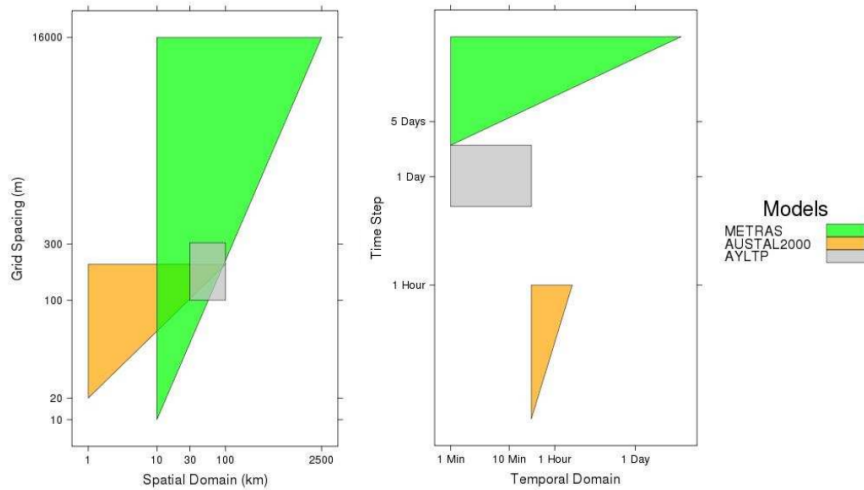 16000
300
100
20
10
Grid Spacing (m)
1 10 30 100 2500
Spatial Domain (km)
5 Days
1 Day
1 Hour
Time Step
1 Min 10 Min 1 Hour 1 Day
Temporal Domain
Models
METRAS
AUSTAL2000
AYLTP